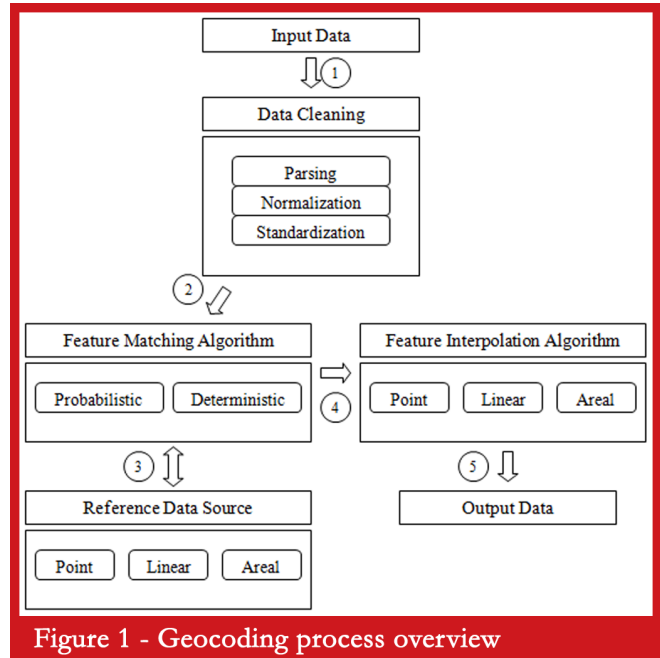 Input Data
1
Data Cleaning
Parsing
Normalization
Standardization
2
Feature Matching Algorithm
Probabilistic Deterministic
4
Feature Interpolation Algorithm
Point Linear Areal
3
5
Reference Data Source
Point Linear Areal
Output Data
Figure 1 - Geocoding process overview